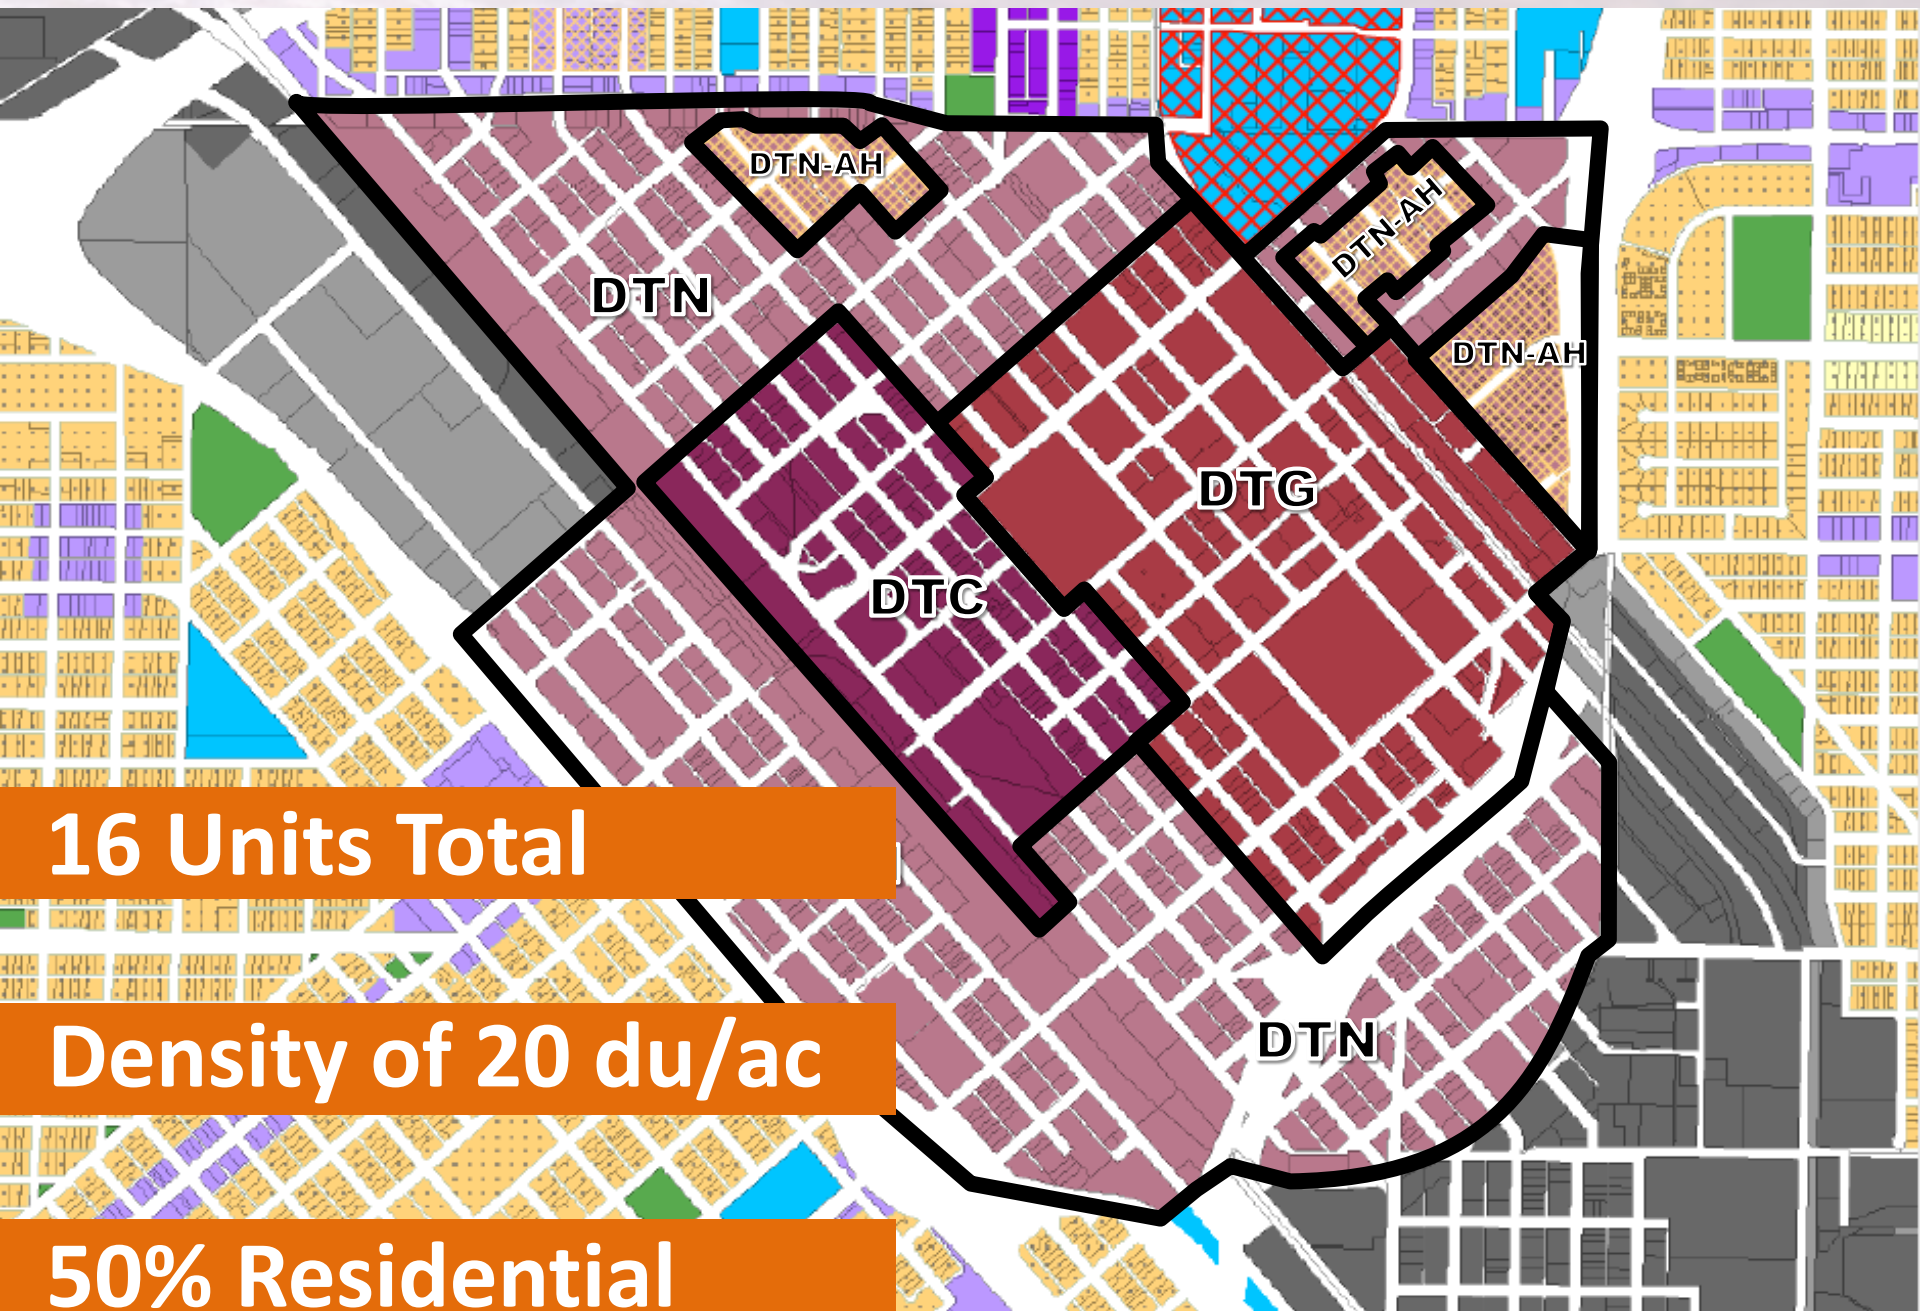 DTN-AH
DTN-AH
DTN
DTN-AH
DTG
DTC
16 Units Total
DTN
Density of 20 du/ac
50% Residential